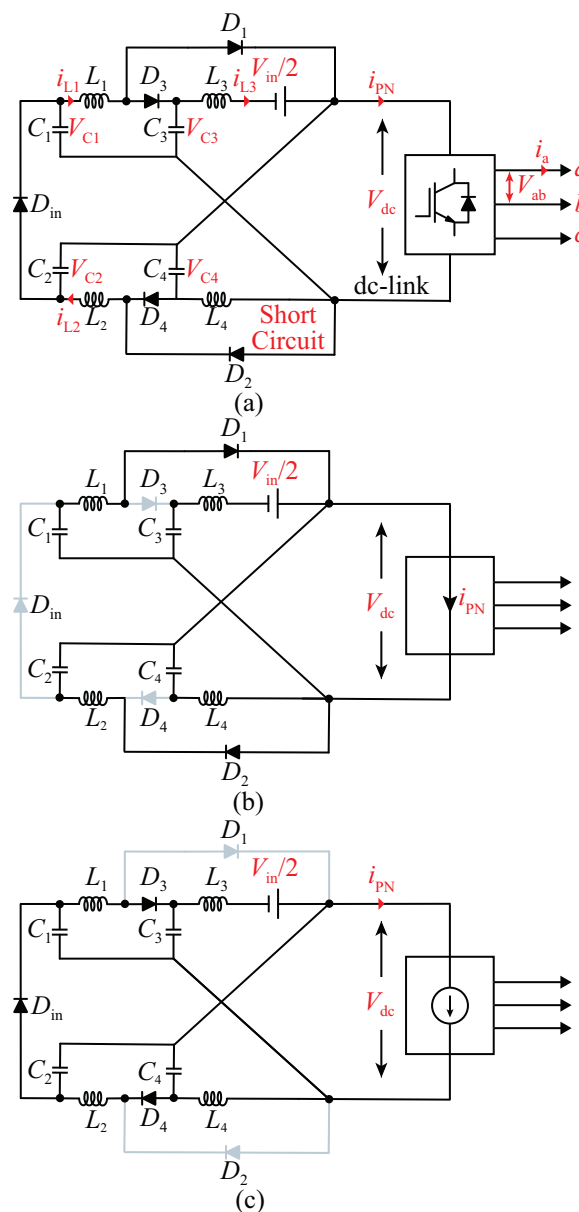 D1
iL1 L1 D3 L3 iL3 Vin/2 iPN
C1 VC1 C3 VC3
ia
Vdc Vab
Din
C2 VC2 C4 VC4
dc-link
iL2 L2 D4 L4 Short
Circuit
D2
(a)
D1
L1 D3 L3 Vin/2
C1 C3
Din Vdc iPN
C2 C4
L2 D4 L4
D2
(b)
D1
L1 D3 L3 Vin/2 iPN
C1 C3
Din Vdc
C2 C4
L2 D4 L4
D2
(c)